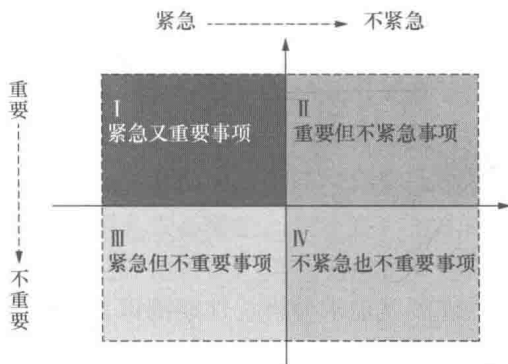 紧急 不紧急
重要
不重要
I
紧急又重要事项
II
重要但不紧急事项
III
紧急但不重要事项
IV
不紧急也不重要事项